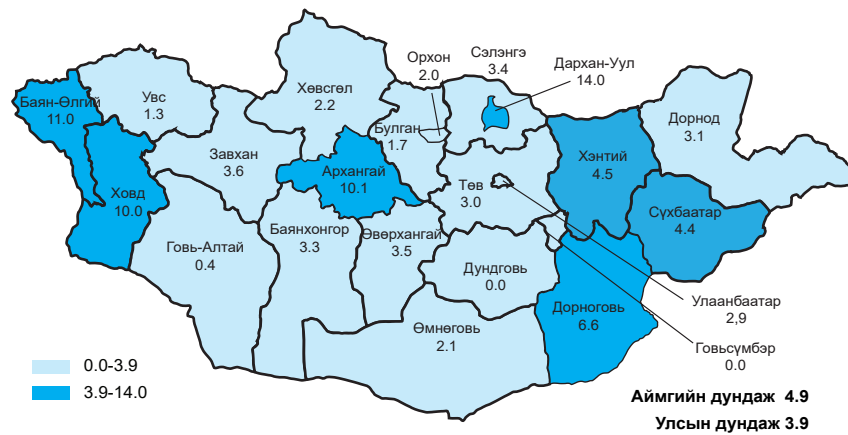 Орхон
2.0
Сэлэнгэ
3.4
Дархан-Уул
14.0
Баян-Өлгий
11.0
Увс
1.3
Хөвсгөл
2.2
Булган
1.7
Дорнод
3.1
Завхан
3.6
Архангай
10.1
Хэнтий
4.5
Ховд
10.0
Төв
3.0
Сүхбаатар
4.4
Говь-Алтай
0.4
Баянхонгор
3.3
Өвөрхангай
3.5
Дундговь
0.0
Улаанбаатар
2,9
Дорноговь
6.6
Өмнөговь
2.1
Говьсүмбэр
0.0
0.0-3.9
3.9-14.0
Аймгийн дундаж 4.9
Улсын дундаж 3.9